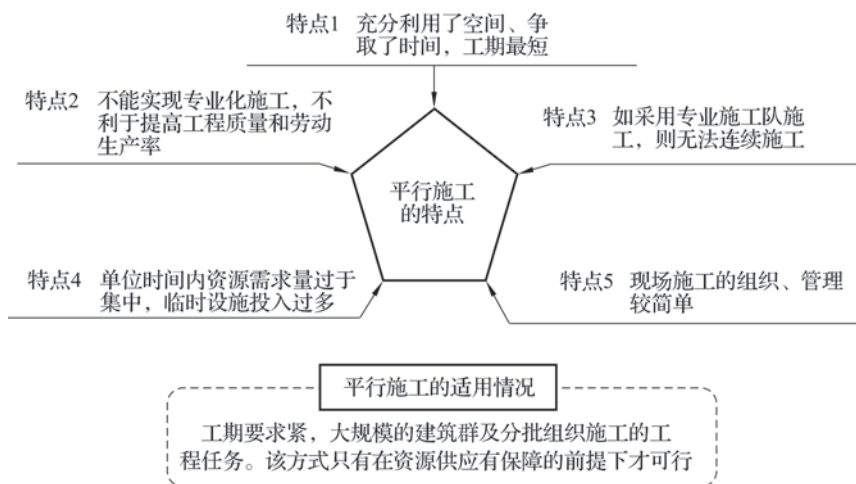 特点1 充分利用了空间、争
取了时间，工期最短
特点2 不能实现专业化施工，不
利于提高工程质量和劳动
生产率
特点3 如采用专业施工队施
工，则无法连续施工
平行施工
的特点
特点4 单位时间内资源需求量过于
集中，临时设施投入过多
特点5 现场施工的组织、管理
较简单
平行施工的适用情况
工期要求紧，大规模的建筑群及分批组织施工的工
程任务。该方式只有在资源供应有保障的前提下才可行